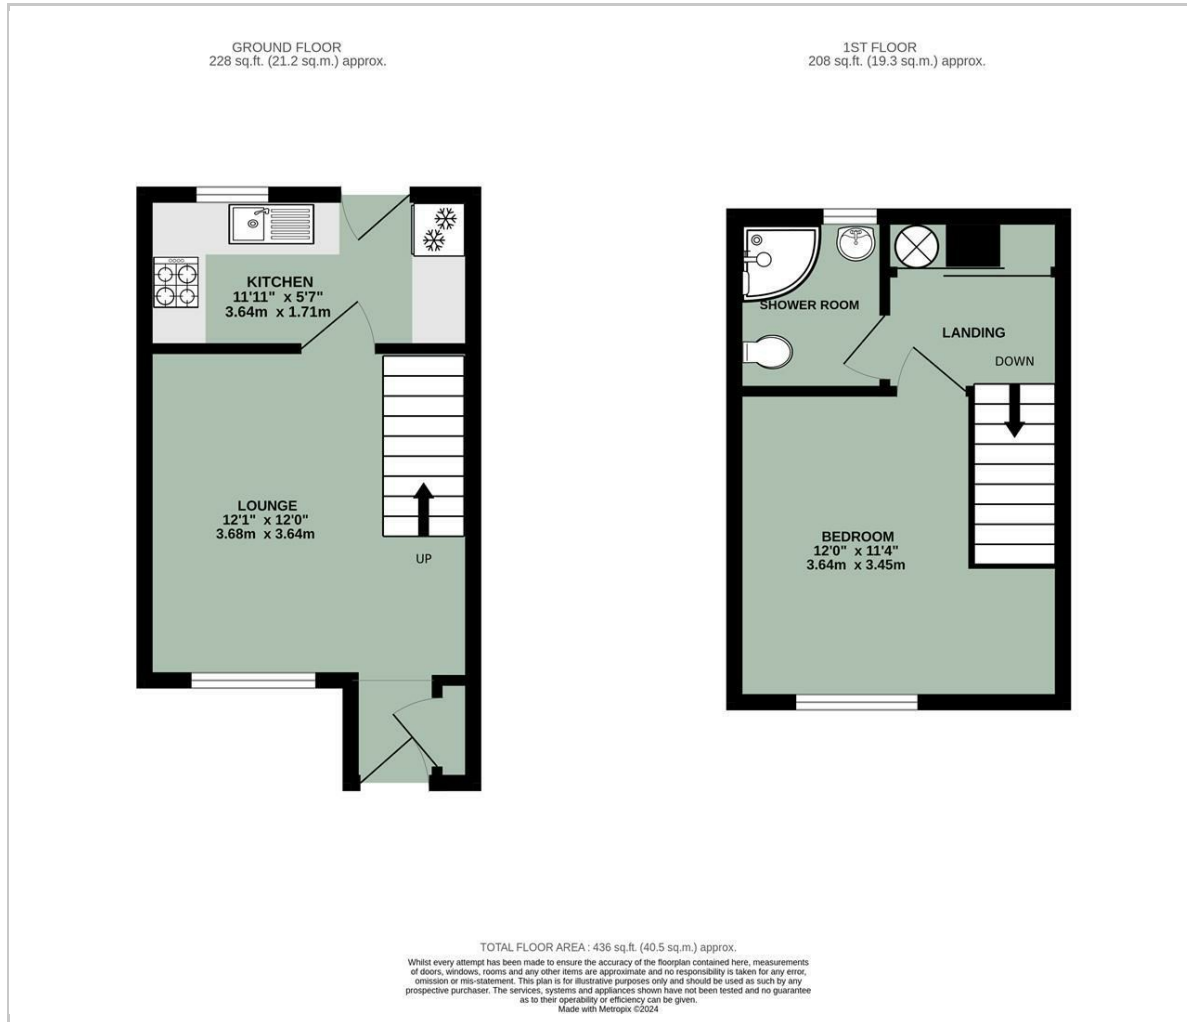 GROUND FLOOR
228 sq.ft. (21.2 sq.m.) approx.
1ST FLOOR
208 sq.ft. (19.3 sq.m.) approx.
KITCHEN
11'11" x 5'7"
3.64m x 1.71m
LOUNGE
12'1" x 12'0"
3.68m x 3.64m
UP
SHOWER ROOM
LANDING
DOWN
BEDROOM
12'0" x 11'4"
3.64m x 3.45m
TOTAL FLOOR AREA : 436 sq.ft. (40.5 sq.m.) approx.
Whilst every attempt has been made to ensure the accuracy of the floorplan contained here, measurements
of doors, windows, rooms and any other items are approximate and no responsibility is taken for any error,
omission or mis-statement. This plan is for illustrative purposes only and should be used as such by any
prospective purchaser. The services, systems and appliances shown have not been tested and no guarantee
as to their operability or efficiency can be given.
Made with Metropix ©2024